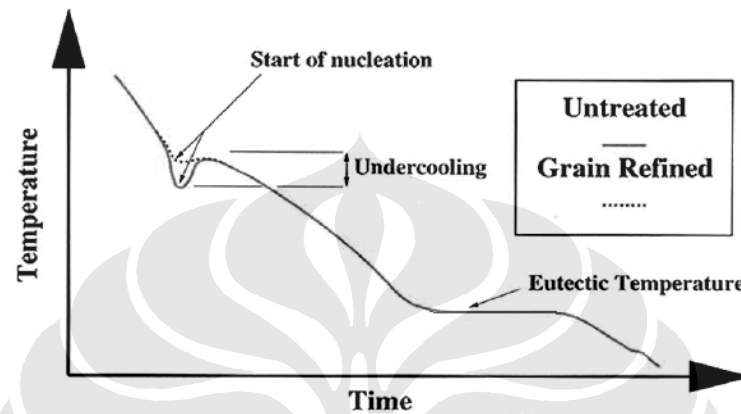 Start of nucleation
Untreated
Grain Refined
Undercooling
Eutectic Temperature
Temperature
Time